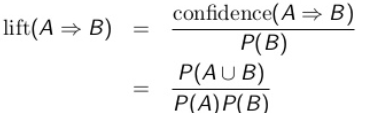 lift(A ⇒ B) = confidence(A ⇒ B) / P(B)
= P(A ∪ B) / P(A)P(B)